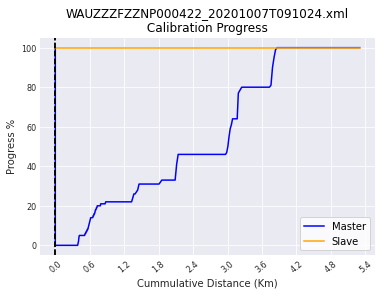 WAUZZZFZZNP000422_20201007T091024.xml
Calibration Progress
Progress %
100
80
60
40
20
0
0.0 0.6 1.2 1.8 2.4 3.0 3.6 4.2 4.8 5.4
Cummulative Distance (Km)
Master
Slave